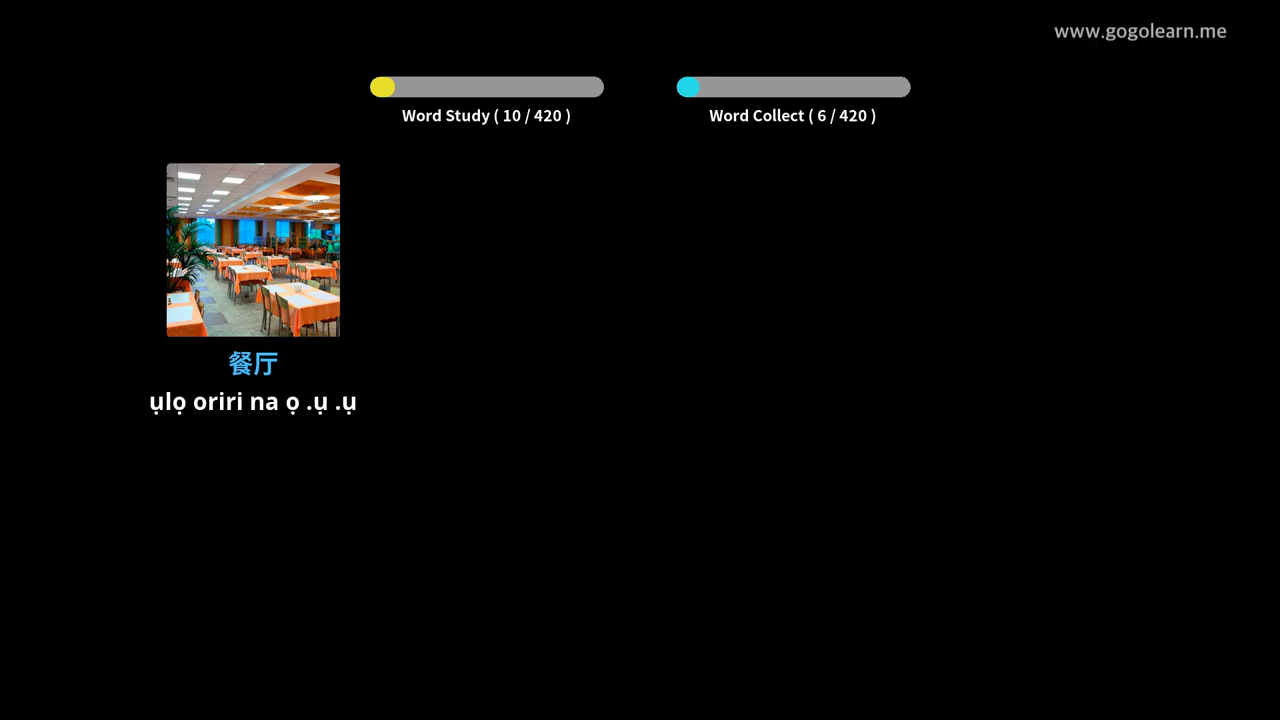 www.gogolearn.me
Word Study ( 10 / 420 )
Word Collect ( 6 / 420 )
餐厅
ụlọ oriri na ọ .ụ .ụ